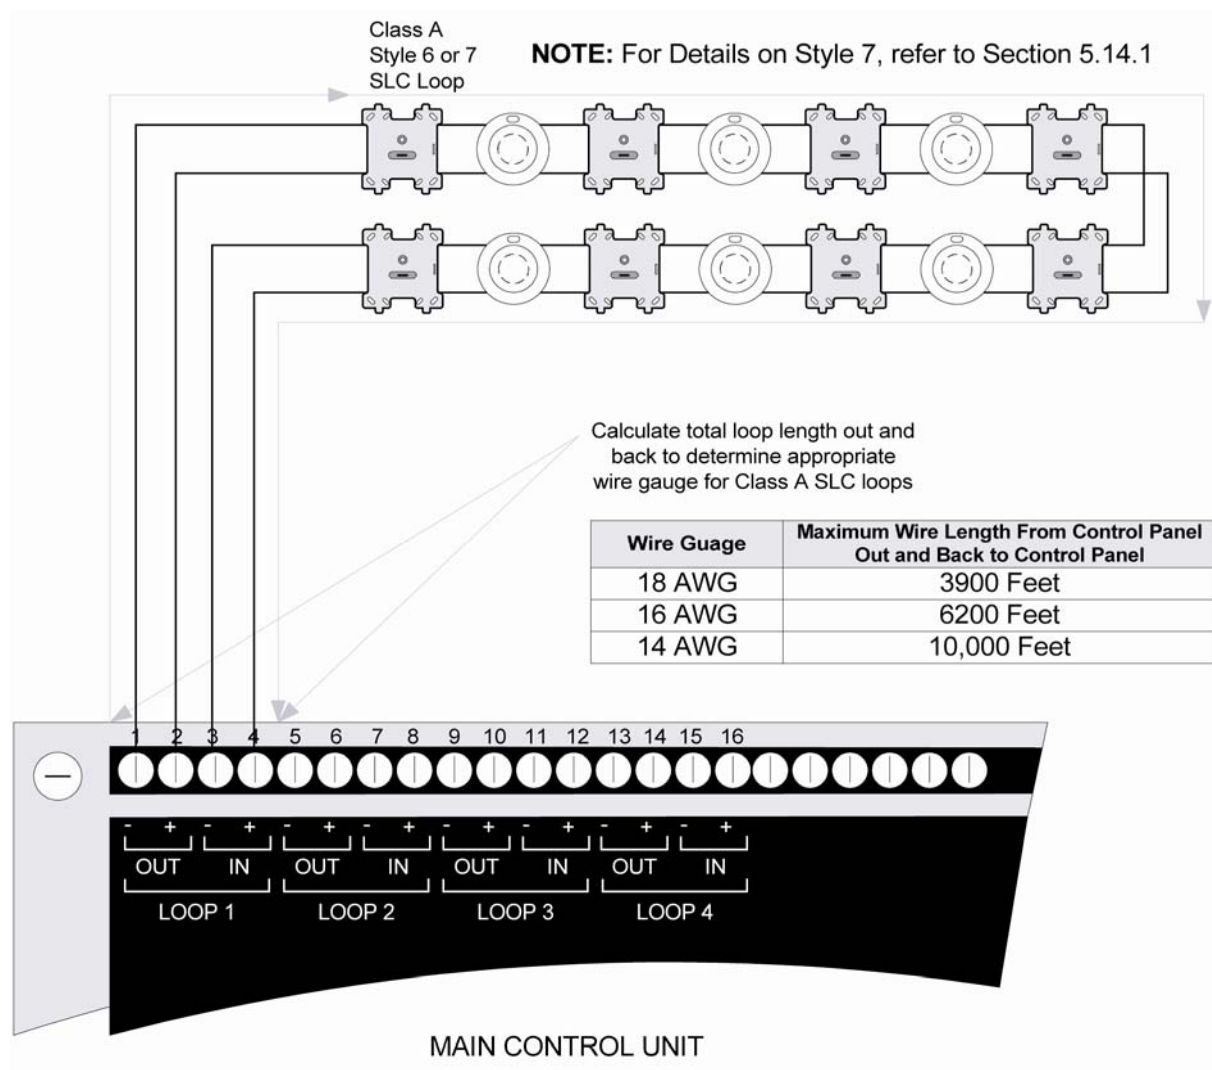 Class A
Style 6 or 7
SLC Loop
NOTE: For Details on Style 7, refer to Section 5.14.1
Calculate total loop length out and
back to determine appropriate
wire gauge for Class A SLC loops
Wire Guage
Maximum Wire Length From Control Panel
Out and Back to Control Panel
18 AWG 3900 Feet
16 AWG 6200 Feet
14 AWG 10,000 Feet
1 2 3 4 5 6 7 8 9 10 11 12 13 14 15 16
- + - + - + - + - + - + - + - +
OUT IN OUT IN OUT IN OUT IN
LOOP 1 LOOP 2 LOOP 3 LOOP 4
MAIN CONTROL UNIT